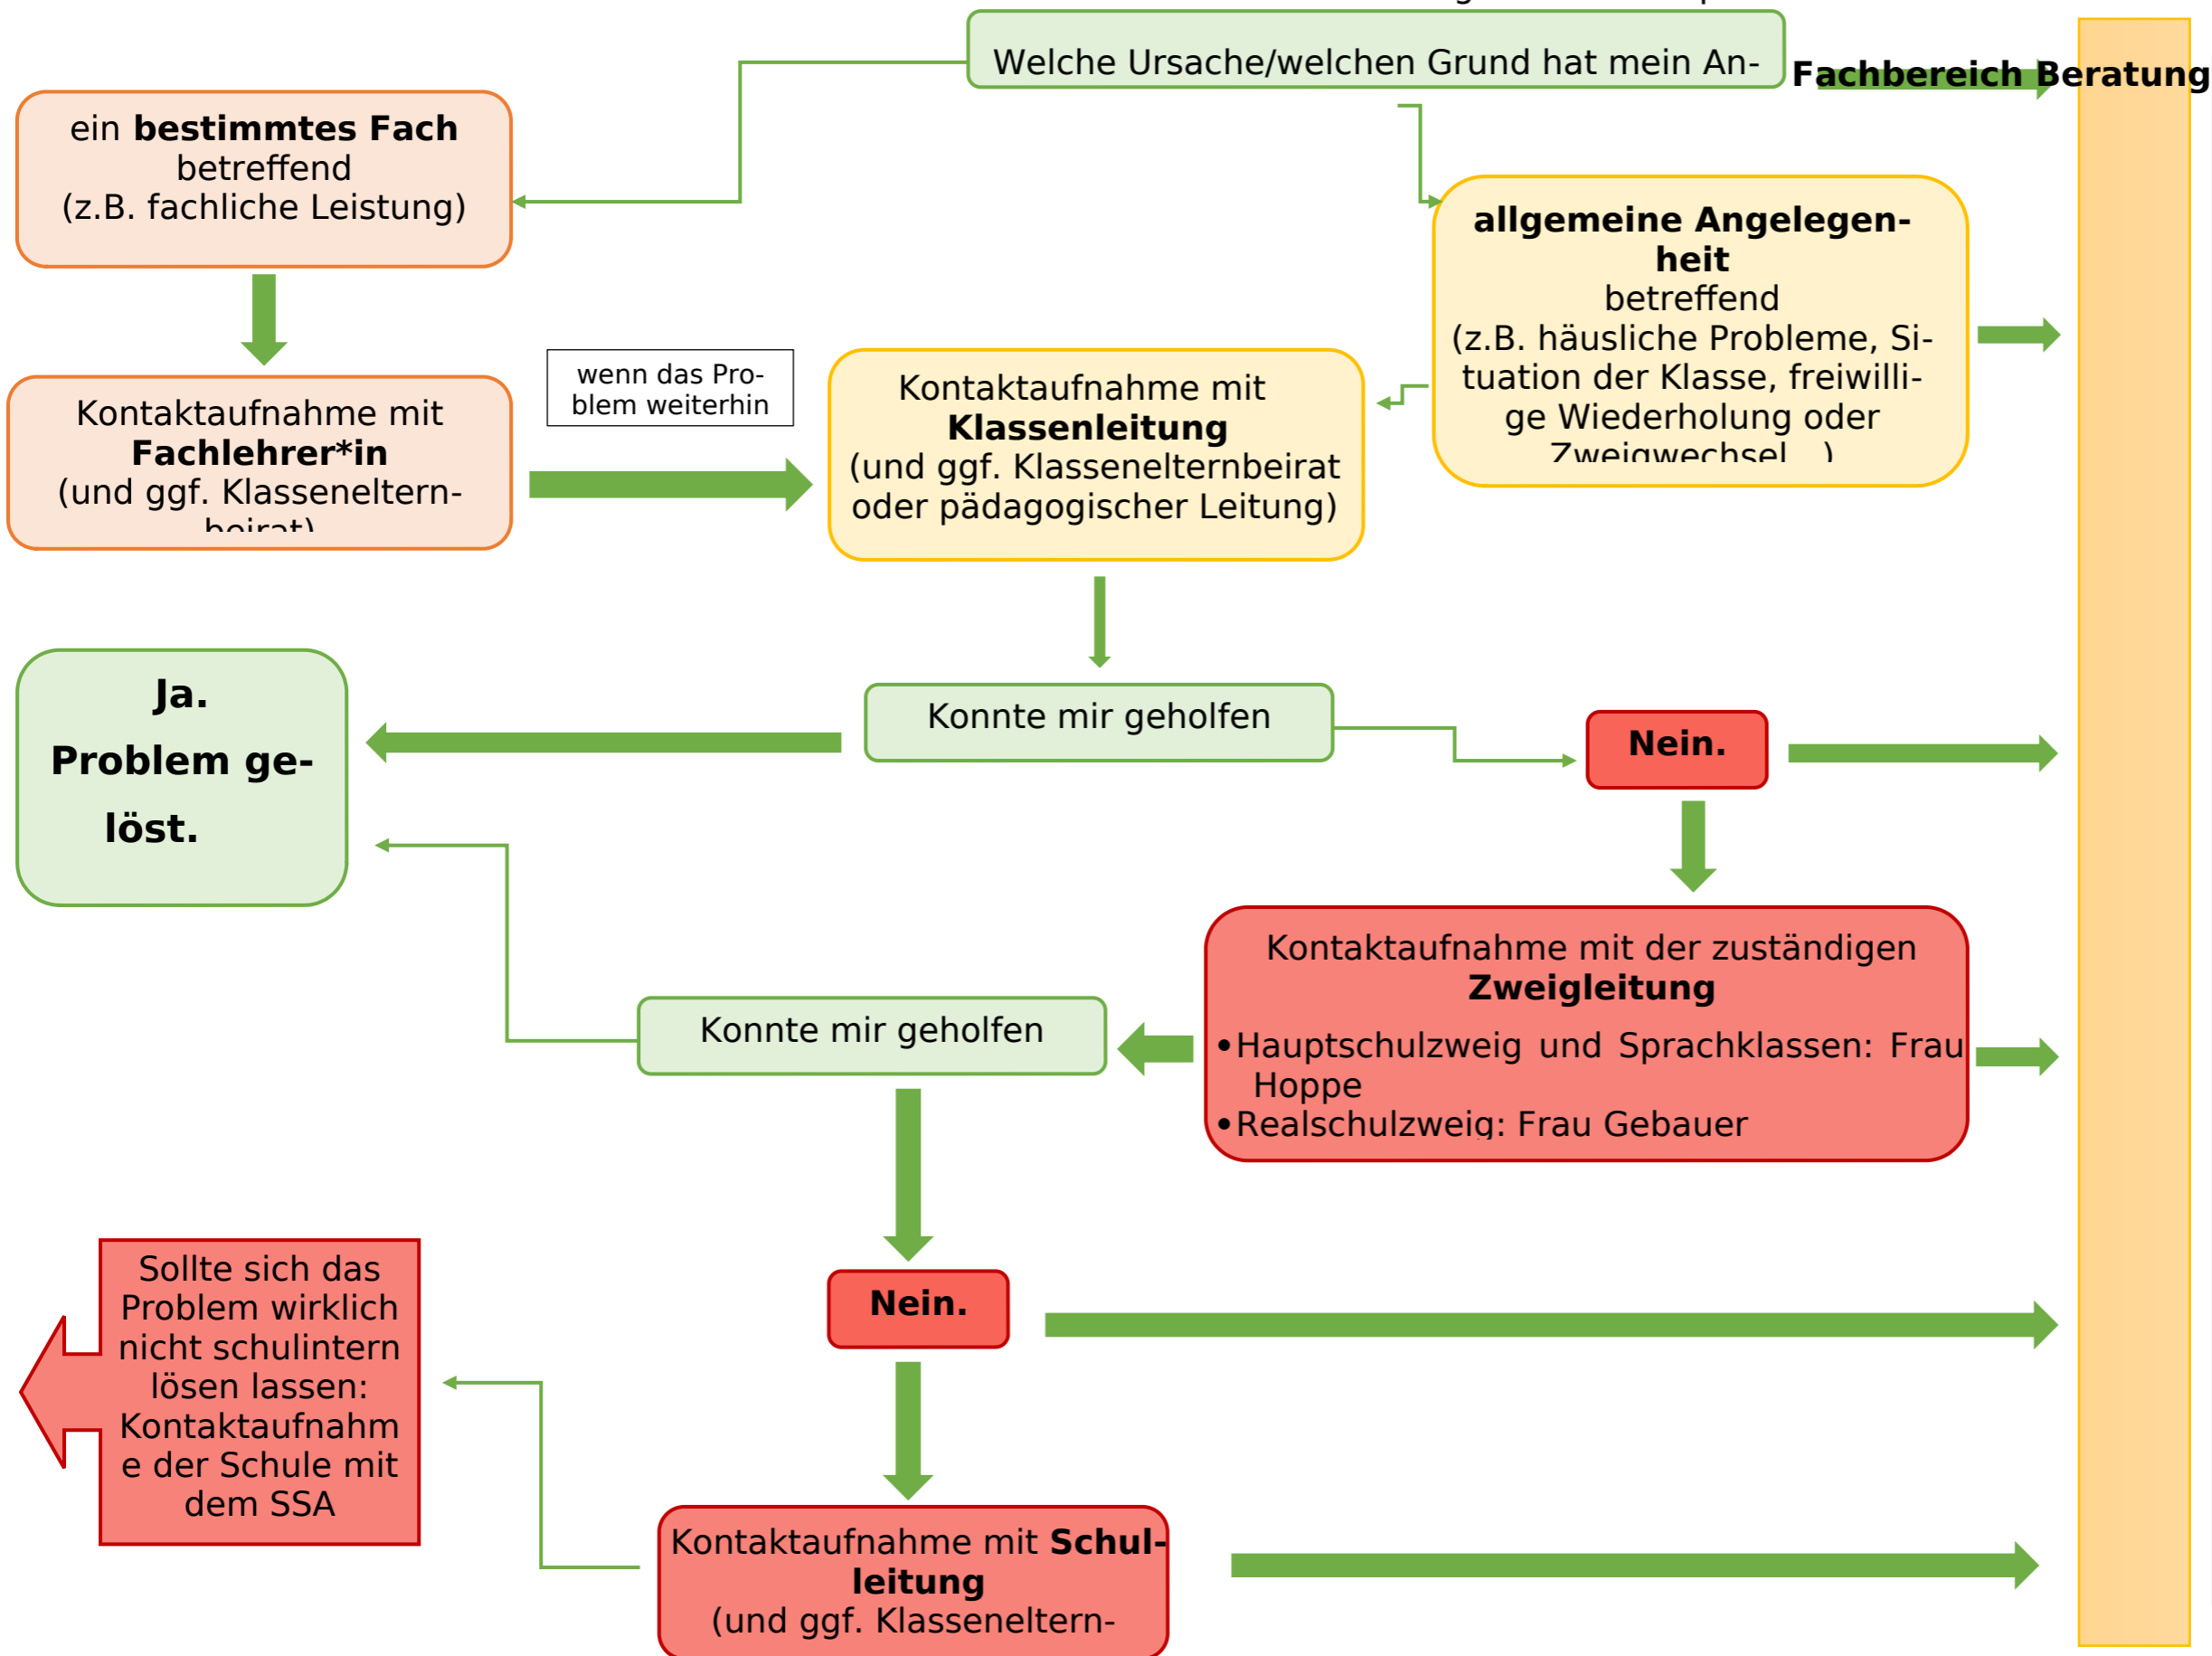 Welche Ursache/welchen Grund hat mein An-
Fachbereich Beratung
ein bestimmtes Fach
betreffend
(z.B. fachliche Leistung)
allgemeine Angelegen-
heit
betreffend
(z.B. häusliche Probleme, Si-
tuation der Klasse, freiwilli-
ge Wiederholung oder
Zweigwechsel...)
Kontaktaufnahme mit
Fachlehrer*in
(und ggf. Klasseneltern-
beirat)
wenn das Pro-
blem weiterhin
Kontaktaufnahme mit
Klassenleitung
(und ggf. Klassenelternbeirat
oder pädagogischer Leitung)
Ja.
Problem ge-
löst.
Konnte mir geholfen
Nein.
Kontaktaufnahme mit der zuständigen
Zweigleitung
•Hauptschulzweig und Sprachklassen: Frau
Hoppe
•Realschulzweig: Frau Gebauer
Konnte mir geholfen
Nein.
Sollte sich das
Problem wirklich
nicht schulintern
lösen lassen:
Kontaktaufnahm
e der Schule mit
dem SSA
Kontaktaufnahme mit Schul-
leitung
(und ggf. Klasseneltern-